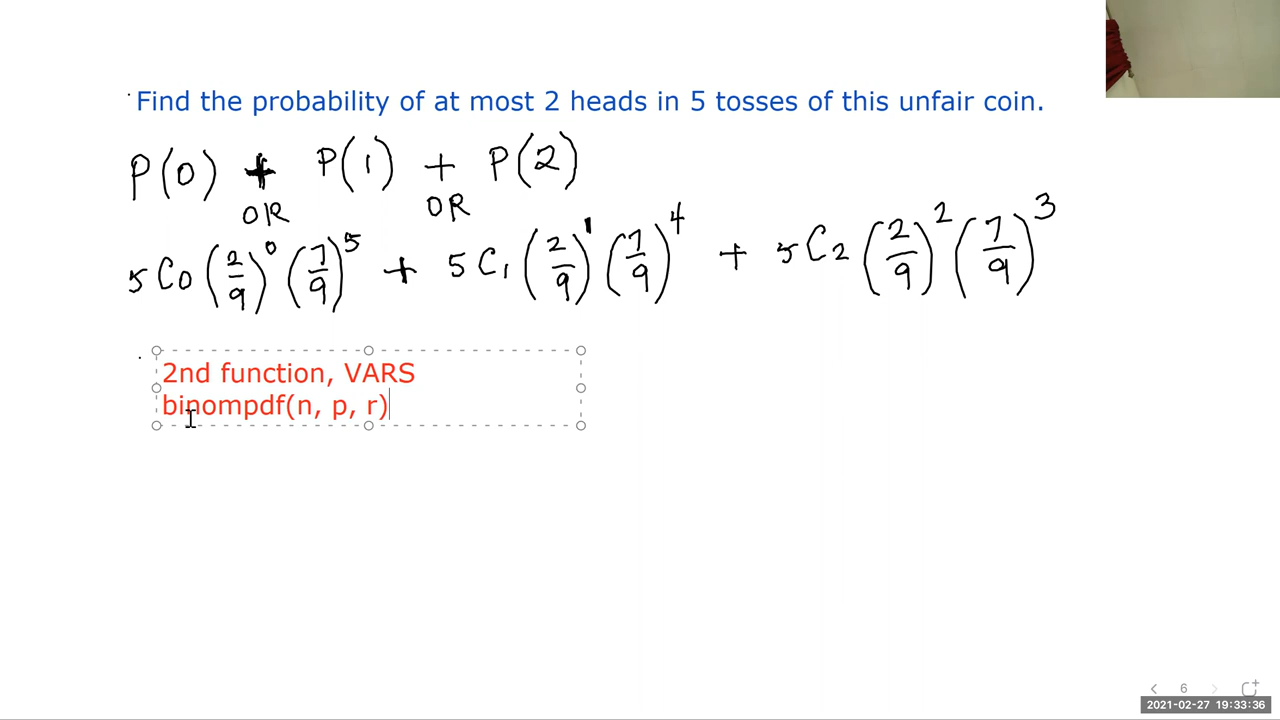 Find the probability of at most 2 heads in 5 tosses of this unfair coin.
P(0) + P(1) + P(2)
OR OR
5C0 (2/9)^0 (7/9)^5 + 5C1 (2/9)^1 (7/9)^4 + 5C2 (2/9)^2 (7/9)^3
2nd function, VARS
binompdf(n, p, r)
6
2021-02-27 19:33:36